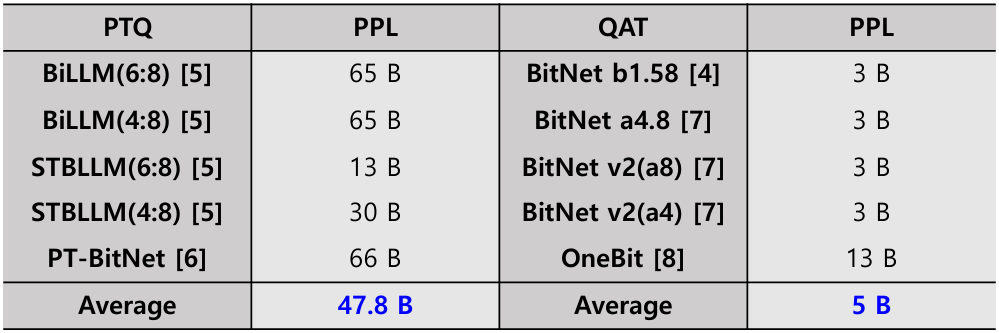 PTQ PPL QAT PPL
BiLLM(6:8) [5] 65 B BitNet b1.58 [4] 3 B
BiLLM(4:8) [5] 65 B BitNet a4.8 [7] 3 B
STBLLM(6:8) [5] 13 B BitNet v2(a8) [7] 3 B
STBLLM(4:8) [5] 30 B BitNet v2(a4) [7] 3 B
PT-BitNet [6] 66 B OneBit [8] 13 B
Average 47.8 B Average 5 B